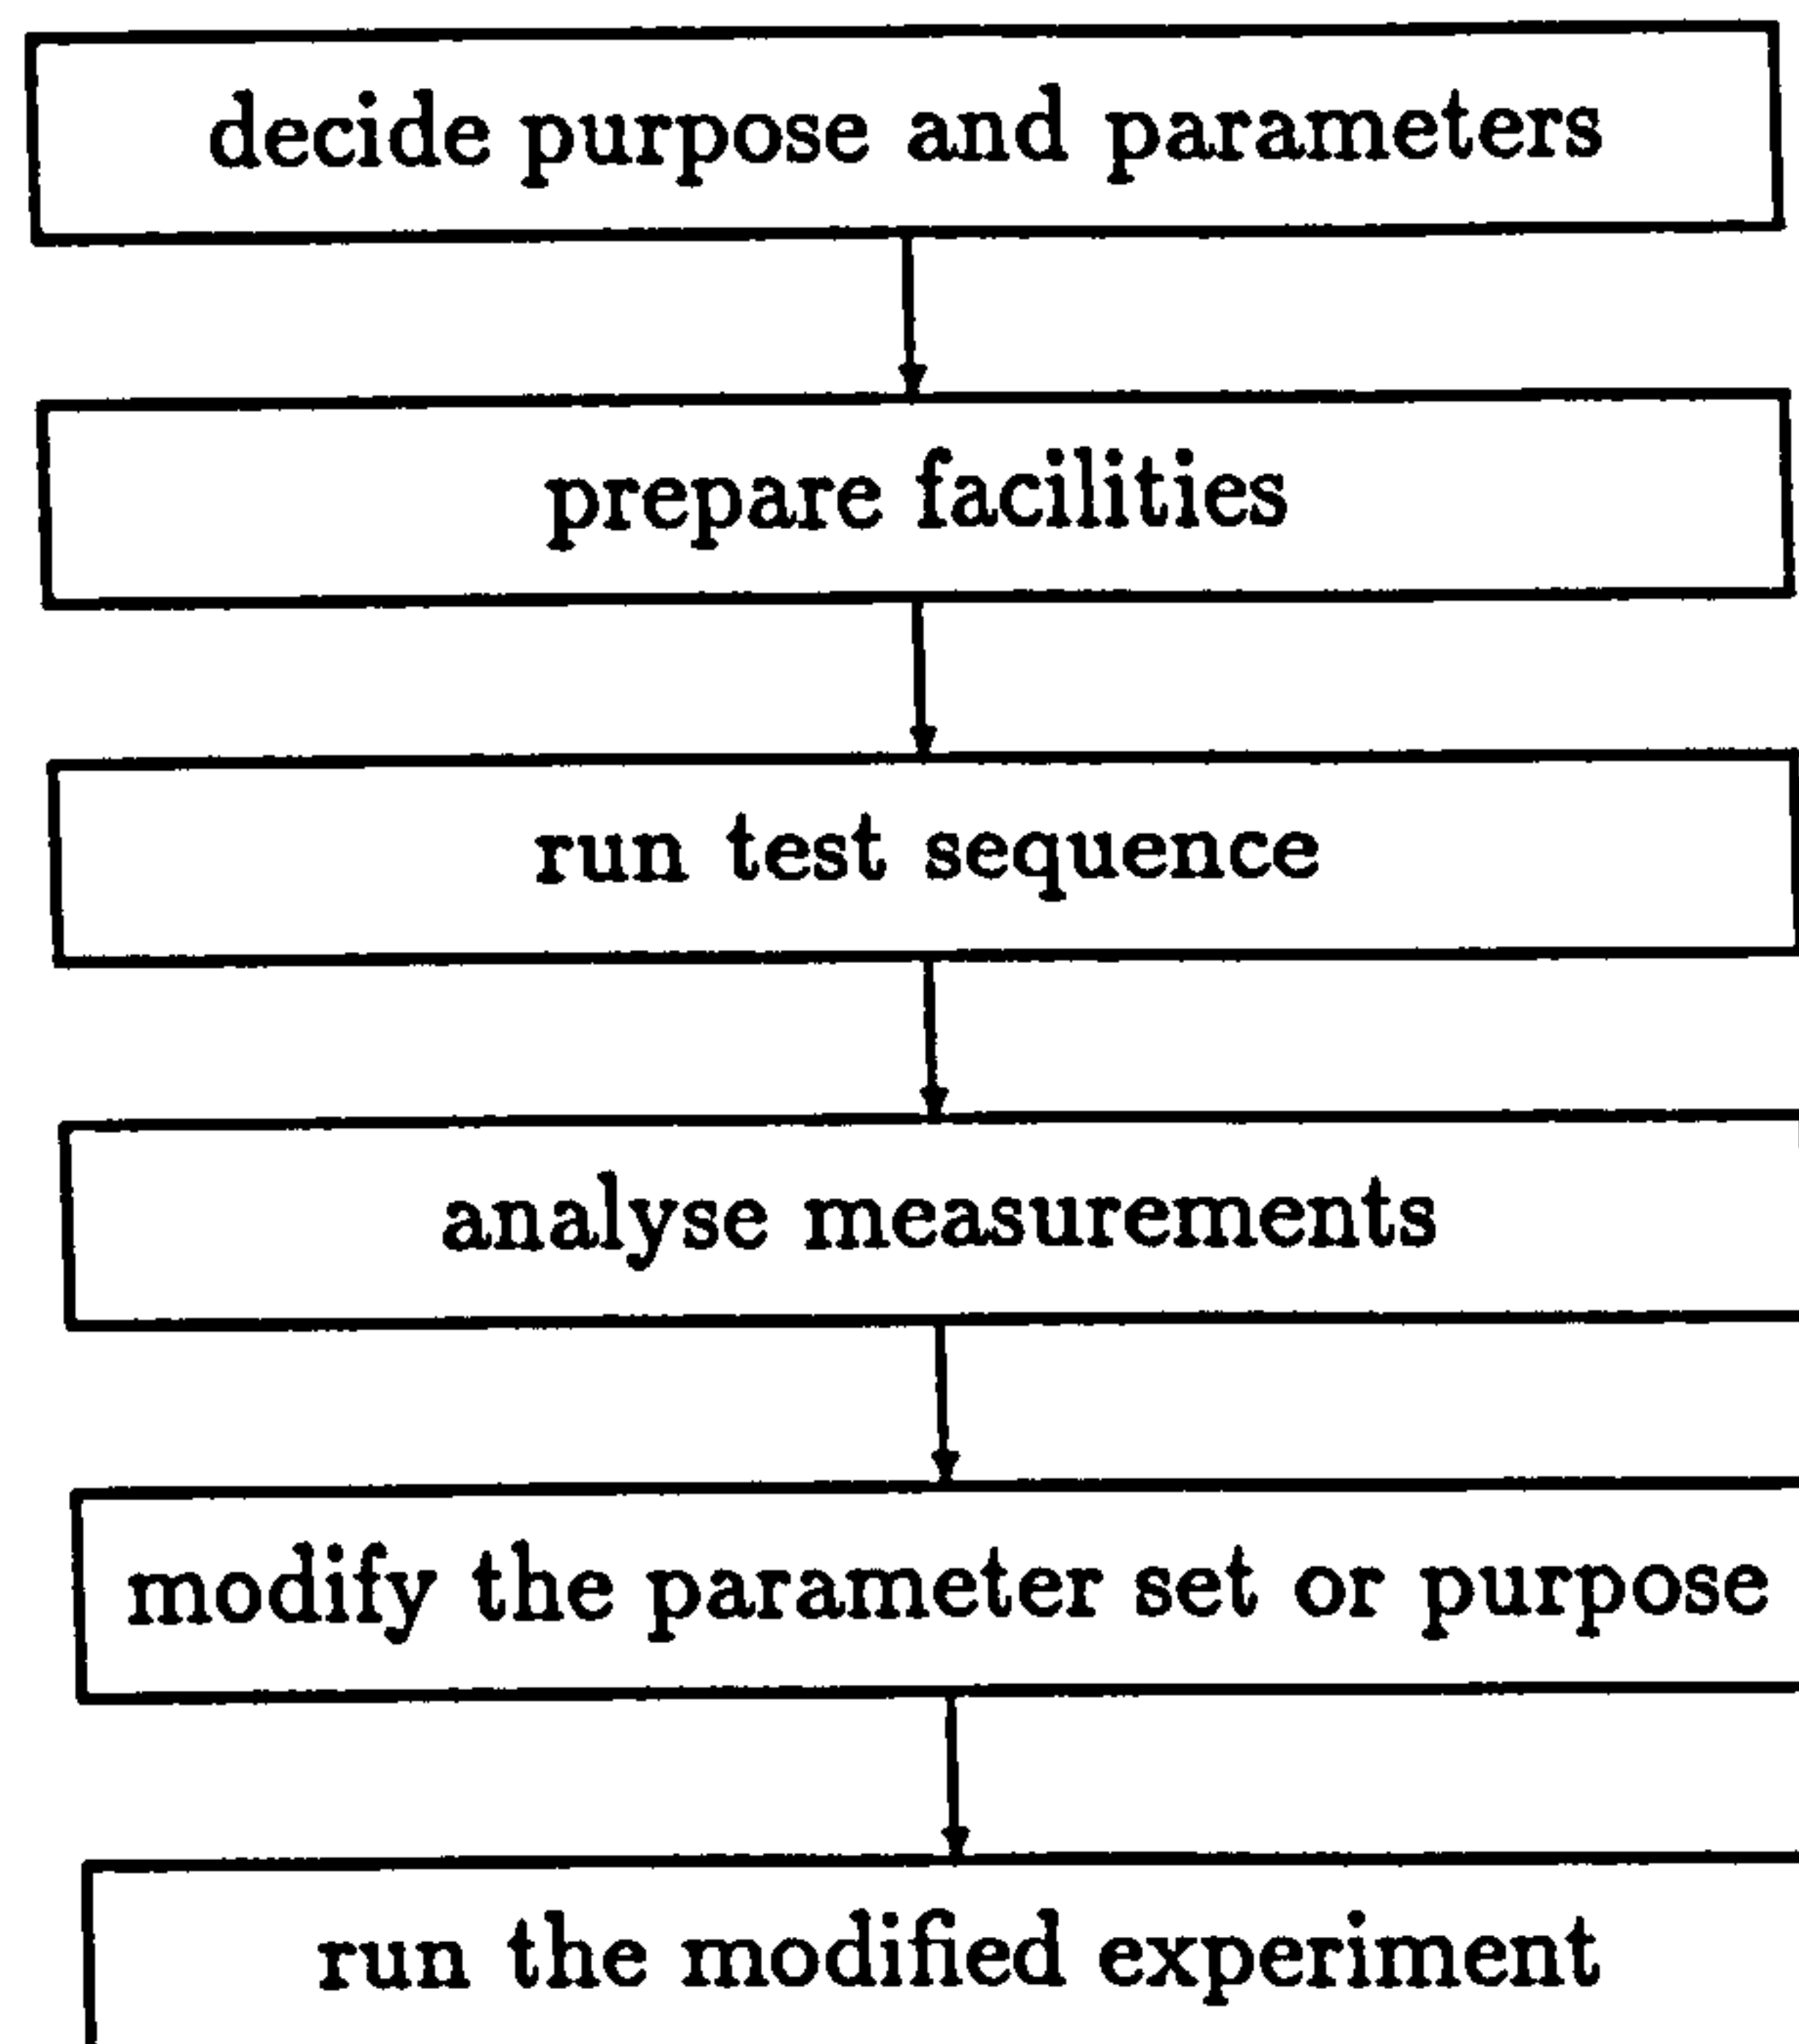 decide purpose and parameters
prepare facilities
run test sequence
analyse measurements
modify the parameter set or purpose
run the modified experiment